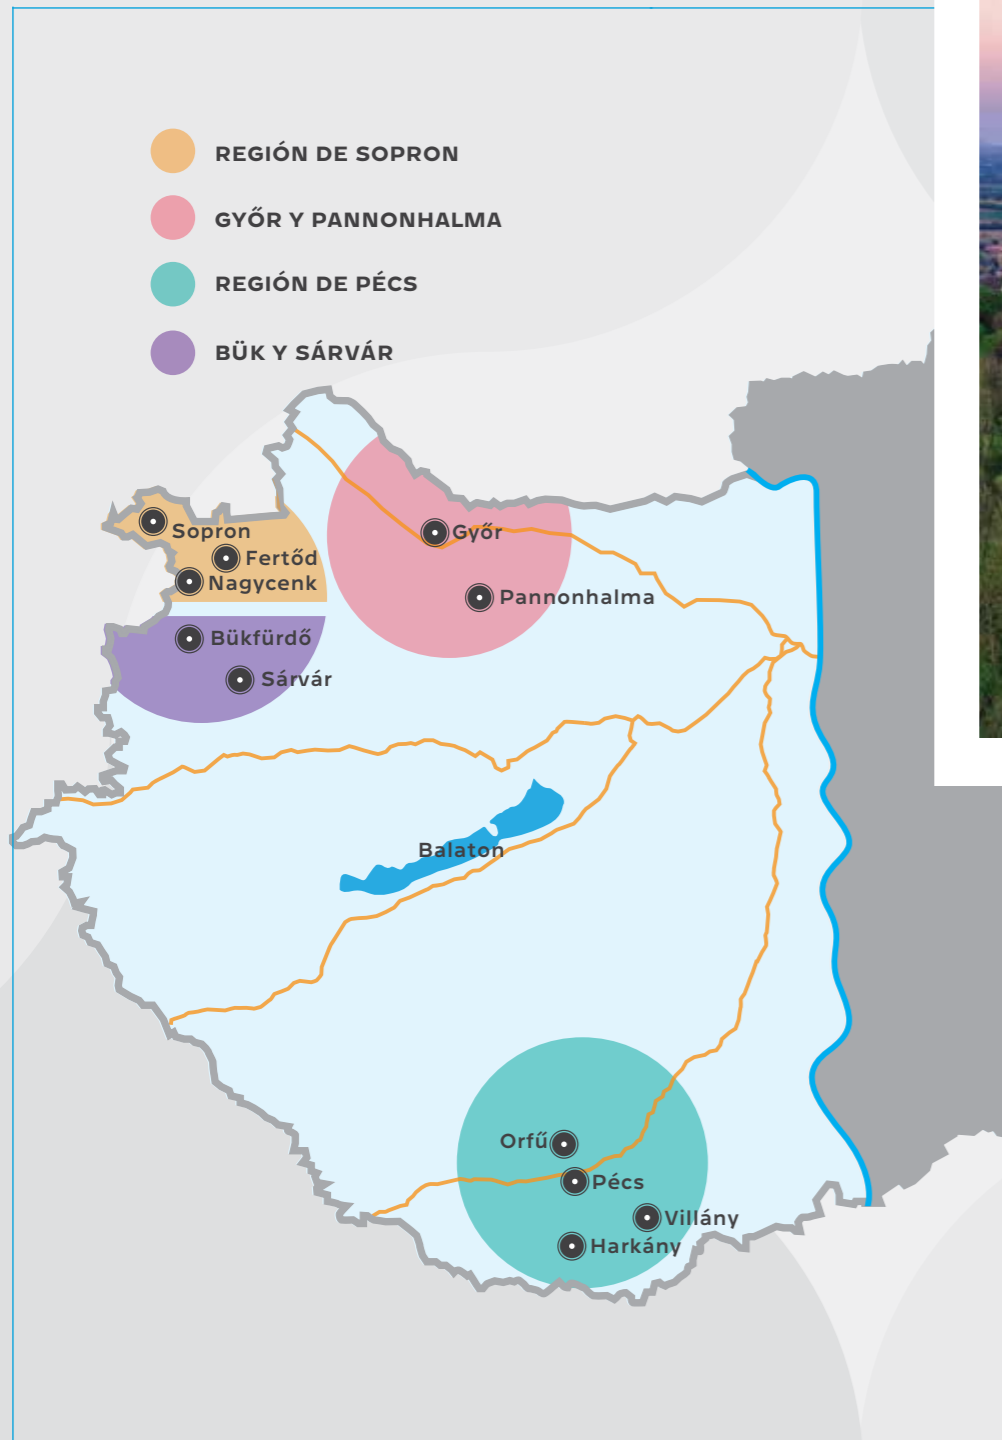 REGIÓN DE SOPRON
GYŐR Y PANNONHALMA
REGIÓN DE PÉCS
BÜK Y SÁRVÁR
Sopron
Fertőd
Nagycenk
Győr
Pannonhalma
Bükfürdő
Sárvár
Balaton
Orfű
Pécs
Villány
Harkány